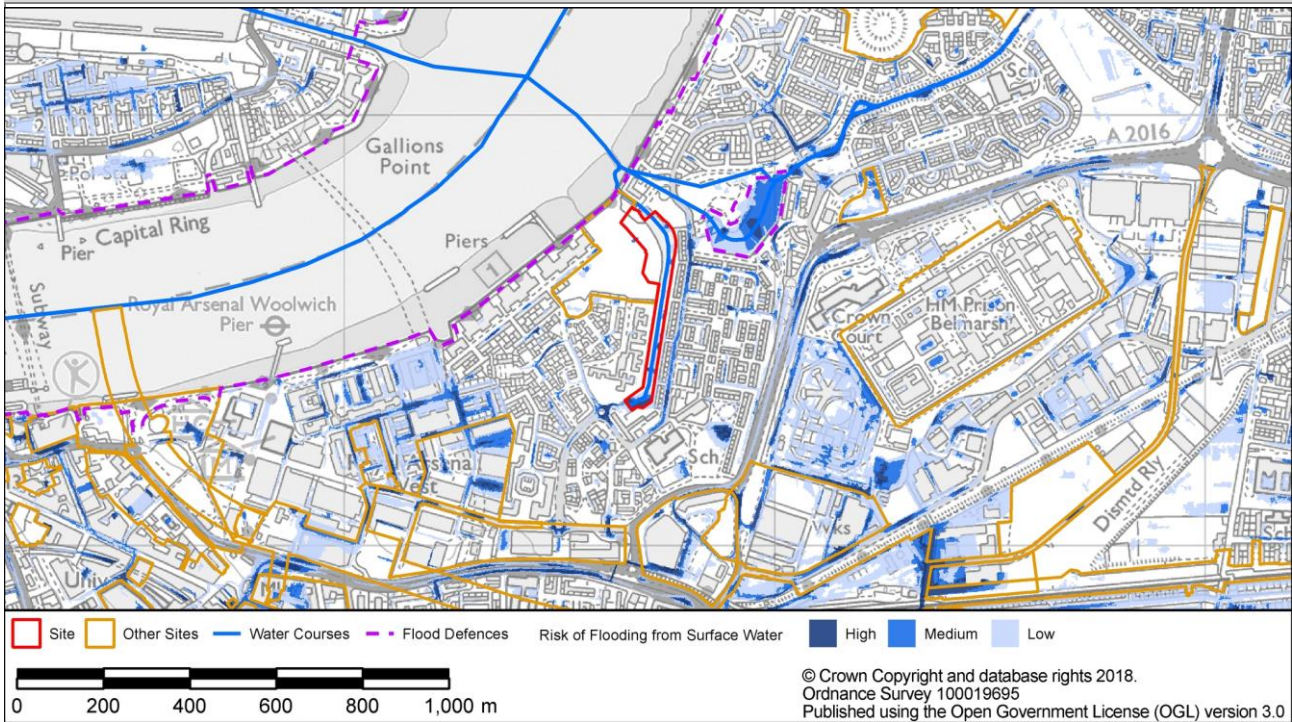 Sch
A 2016
Gallions
Point
Capital Ring
Pier
Piers
1
Subway
Royal Arsenal Woolwich
Pier
Crown
Court
HM Prison
Belmarsh
Sch
Wks
Dismtd Rly
Univ
Site
Other Sites
Water Courses
Flood Defences
Risk of Flooding from Surface Water
High
Medium
Low
0 200 400 600 800 1,000 m
© Crown Copyright and database rights 2018.
Ordnance Survey 100019695
Published using the Open Government License (OGL) version 3.0